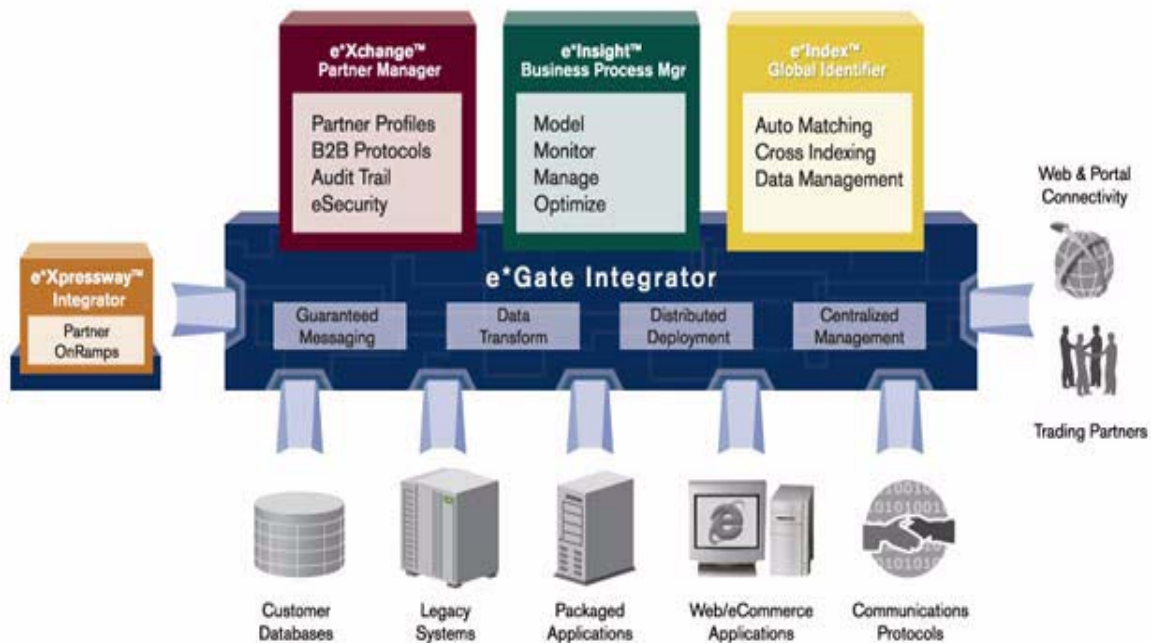 e*Xchange™
Partner Manager
Partner Profiles
B2B Protocols
Audit Trail
eSecurity
e*Insight™
Business Process Mgr
Model
Monitor
Manage
Optimize
e*Index™
Global Identifier
Auto Matching
Cross Indexing
Data Management
Web & Portal
Connectivity
e*Xpressway™
Integrator
Partner
OnRamps
e*Gate Integrator
Guaranteed
Messaging
Data
Transform
Distributed
Deployment
Centralized
Management
Trading Partners
Customer
Databases
Legacy
Systems
Packaged
Applications
Web/eCommerce
Applications
Communications
Protocols